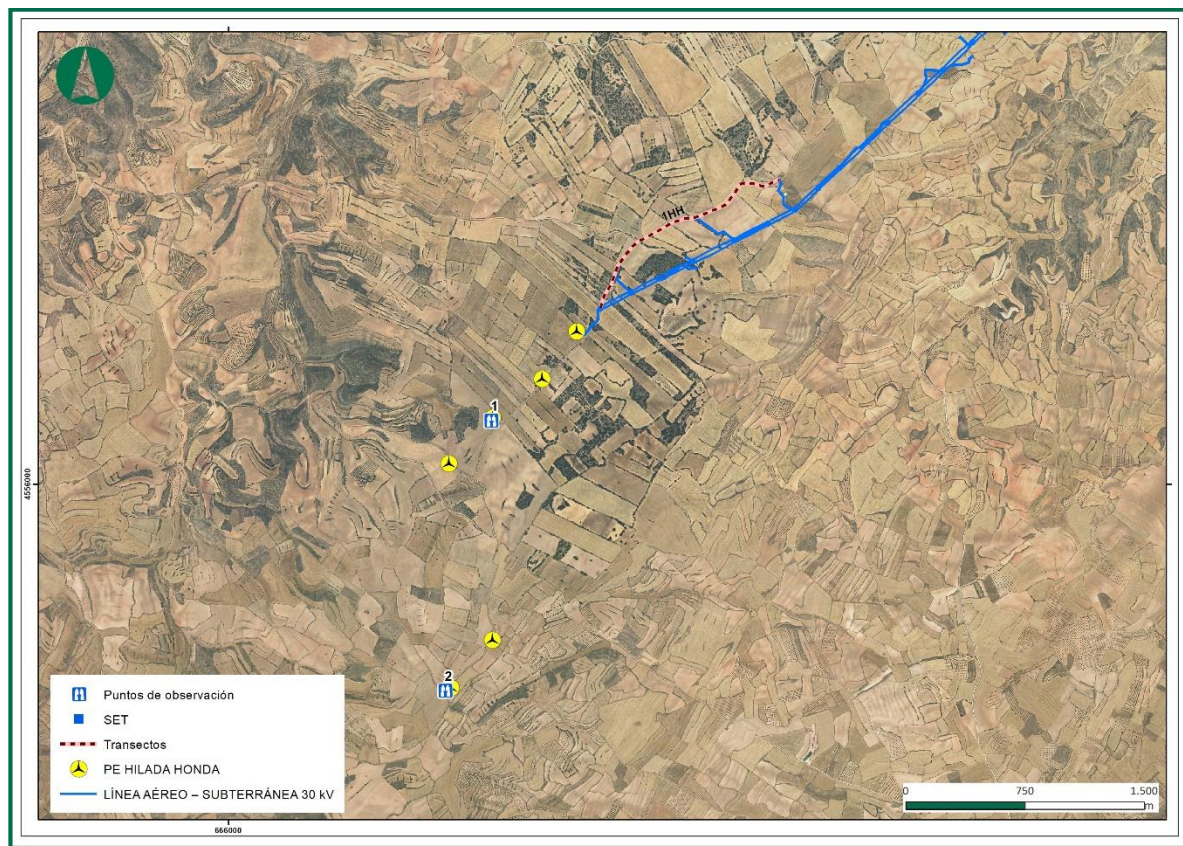 1HH
1
4556000
2
Puntos de observación
SET
Transectos
PE HILADA HONDA
LÍNEA AÉREO – SUBTERRÁNEA 30 kV
0 750 1.500
m
666000